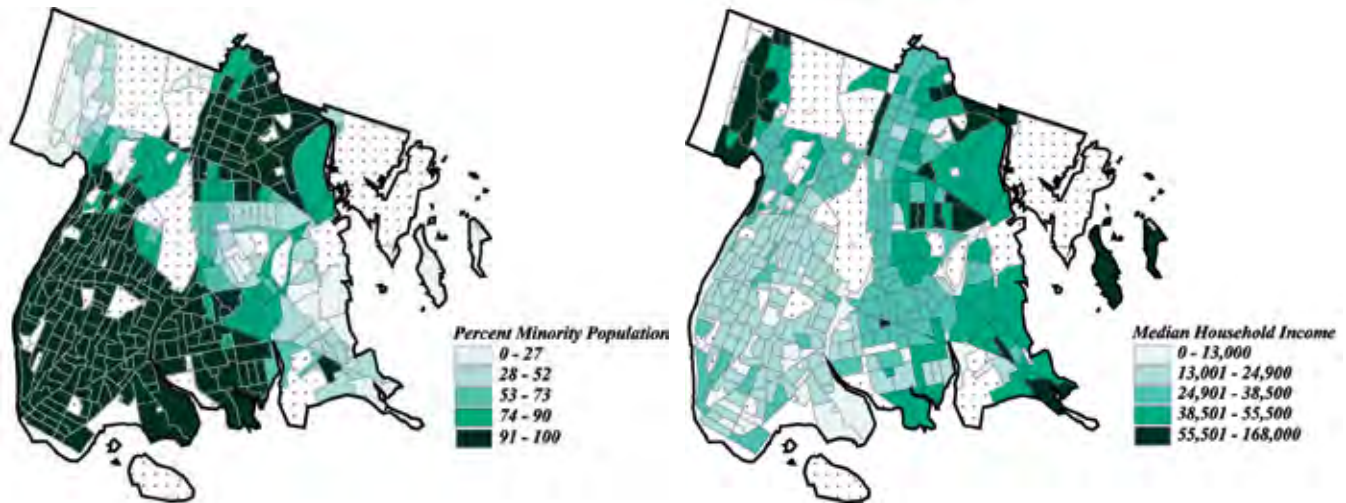 Percent Minority Population
0 - 27
28 - 52
53 - 73
74 - 90
91 - 100
Median Household Income
0 - 13,000
13,001 - 24,900
24,901 - 38,500
38,501 - 55,500
55,501 - 168,000